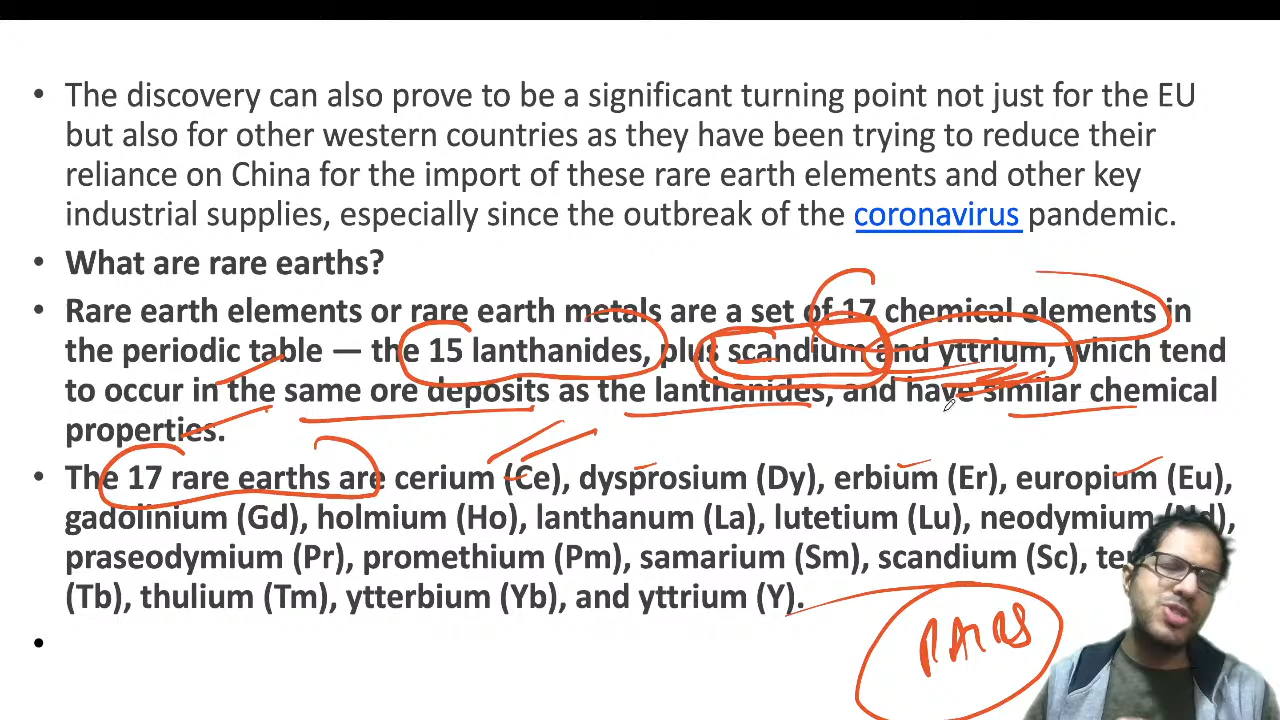 • The discovery can also prove to be a significant turning point not just for the EU
but also for other western countries as they have been trying to reduce their
reliance on China for the import of these rare earth elements and other key
industrial supplies, especially since the outbreak of the coronavirus pandemic.
• What are rare earths?
• Rare earth elements or rare earth metals are a set of 17 chemical elements in
the periodic table — the 15 lanthanides, plus scandium and yttrium, which tend
to occur in the same ore deposits as the lanthanides, and have similar chemical
properties.
• The 17 rare earths are cerium (Ce), dysprosium (Dy), erbium (Er), europium (Eu),
gadolinium (Gd), holmium (Ho), lanthanum (La), lutetium (Lu), neodymium (Nd),
praseodymium (Pr), promethium (Pm), samarium (Sm), scandium (Sc),
(Tb), thulium (Tm), ytterbium (Yb), and yttrium (Y).
•